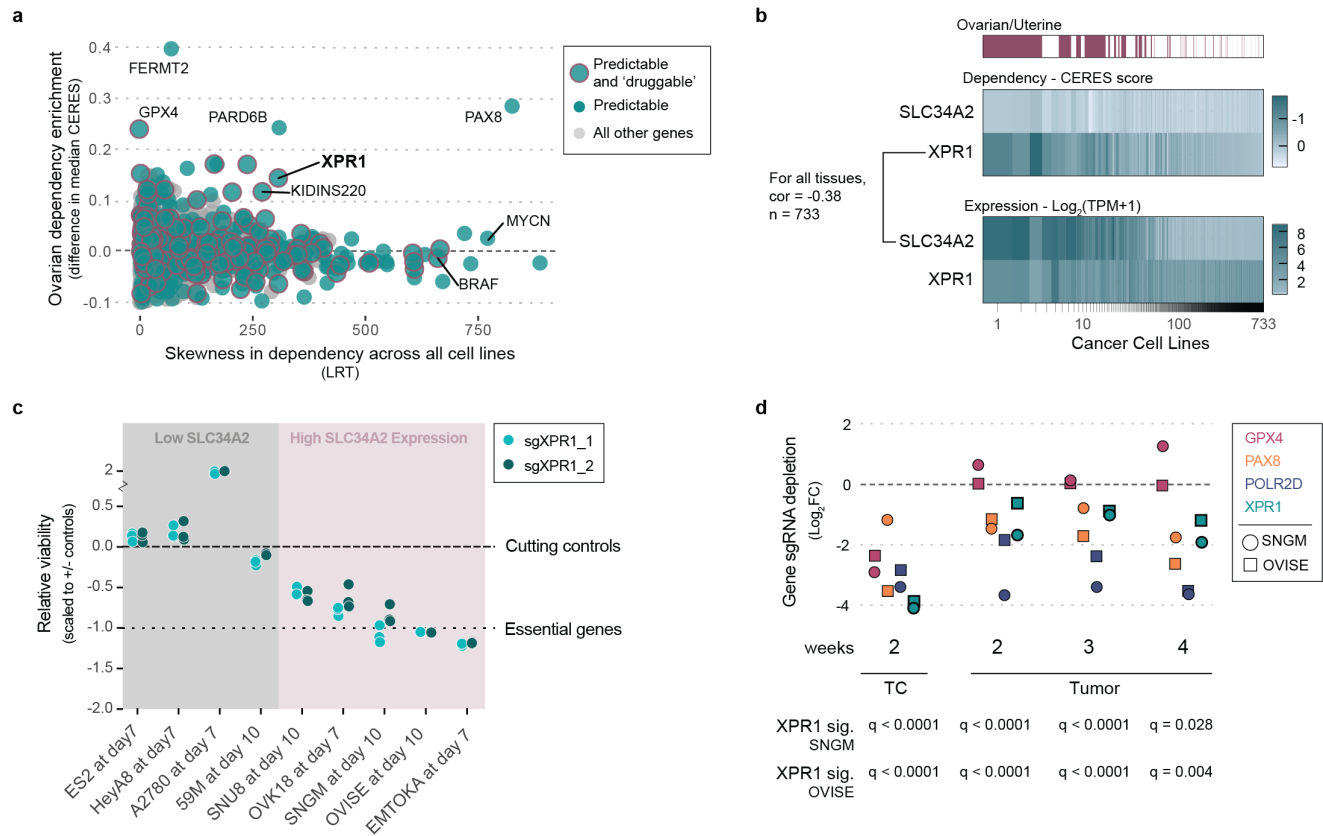 a
Ovarian dependency enrichment
(difference in median CERES)
0.4
0.3
0.2
0.1
0.0
-0.1
FERMT2
GPX4
PARD6B
PAX8
XPR1
KIDINS220
MYCN
BRAF
0
250
500
750
Skewness in dependency across all cell lines
(LRT)
Predictable
and ‘druggable’
Predictable
All other genes
b
Ovarian/Uterine
Dependency - CERES score
SLC34A2
XPR1
-1
0
For all tissues,
cor = -0.38
n = 733
Expression - Log2(TPM+1)
SLC34A2
XPR1
8
6
4
2
1
10
100
733
Cancer Cell Lines
c
Low SLC34A2
High SLC34A2 Expression
sgXPR1_1
sgXPR1_2
Relative viability
(scaled to +/- controls)
2
0.5
0.0
-0.5
-1.0
-1.5
-2.0
Cutting controls
Essential genes
ES2 at day7
HeyA8 at day7
A2780 at day 7
59M at day 10
SNU8 at day 10
OVK18 at day 7
SNGM at day 10
OVISE at day 10
EMTOKA at day 7
d
Gene sgRNA depletion
(Log2FC)
2
0
-2
-4
GPX4
PAX8
POLR2D
XPR1
SNGM
OVISE
weeks 2 2 3 4
TC Tumor
XPR1 sig. q < 0.0001 q < 0.0001 q < 0.0001 q = 0.028
SNGM
XPR1 sig. q < 0.0001 q < 0.0001 q < 0.0001 q = 0.004
OVISE